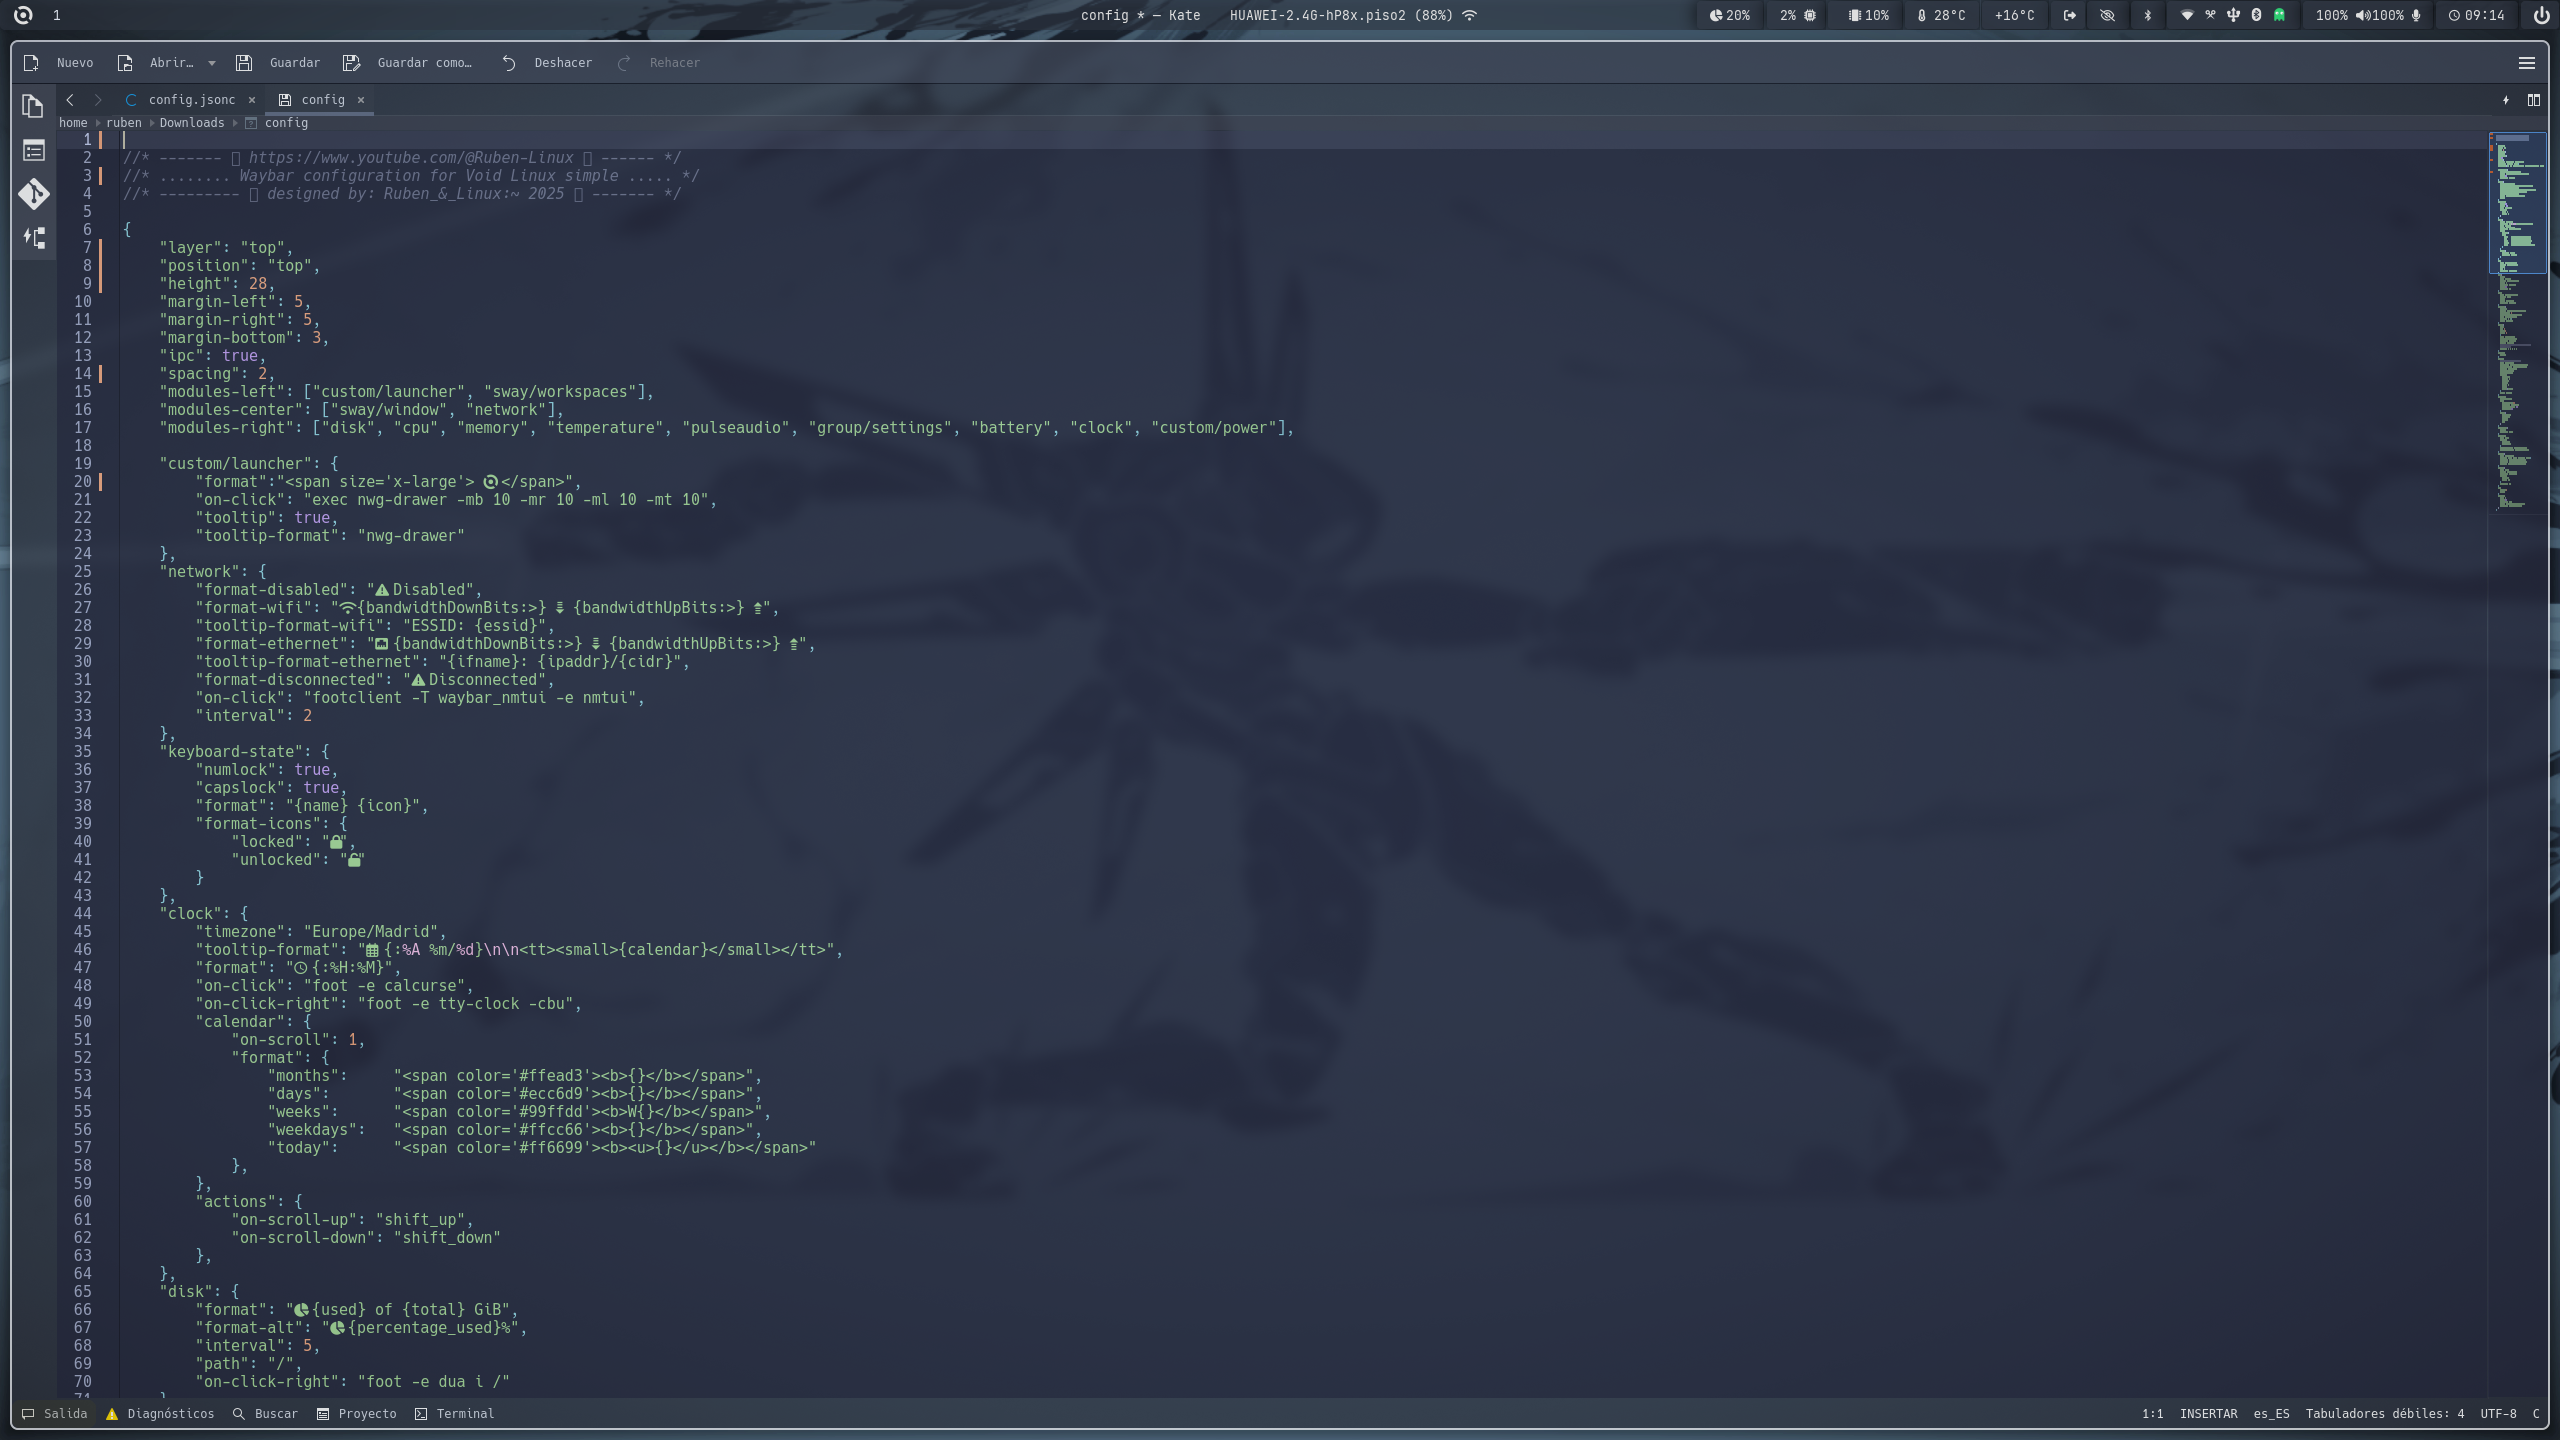 1 config * — Kate HUAWEI-2.4G-hP8x.piso2 (88%) 20% 2% 10% 28°C +16°C 100% 100% 09:14
Nuevo Abrir… Guardar Guardar como… Deshacer Rehacer
config.jsonc × config ×
home ruben Downloads config
1
2 //* ------- https://www.youtube.com/@Ruben-Linux ------ */
3 //* ........ Waybar configuration for Void Linux simple ..... */
4 //* --------- designed by: Ruben_&_Linux:~ 2025 ------- */
5
6 {
7 "layer": "top",
8 "position": "top",
9 "height": 28,
10 "margin-left": 5,
11 "margin-right": 5,
12 "margin-bottom": 3,
13 "ipc": true,
14 "spacing": 2,
15 "modules-left": ["custom/launcher", "sway/workspaces"],
16 "modules-center": ["sway/window", "network"],
17 "modules-right": ["disk", "cpu", "memory", "temperature", "pulseaudio", "group/settings", "battery", "clock", "custom/power"],
18
19 "custom/launcher": {
20 "format":"<span size='x-large'> </span>",
21 "on-click": "exec nwg-drawer -mb 10 -mr 10 -ml 10 -mt 10",
22 "tooltip": true,
23 "tooltip-format": "nwg-drawer"
24 },
25 "network": {
26 "format-disabled": "Disabled",
27 "format-wifi": "{bandwidthDownBits:>} {bandwidthUpBits:>} ",
28 "tooltip-format-wifi": "ESSID: {essid}",
29 "format-ethernet": " {bandwidthDownBits:>} {bandwidthUpBits:>} ",
30 "tooltip-format-ethernet": "{ifname}: {ipaddr}/{cidr}",
31 "format-disconnected": "Disconnected",
32 "on-click": "footclient -T waybar_nmtui -e nmtui",
33 "interval": 2
34 },
35 "keyboard-state": {
36 "numlock": true,
37 "capslock": true,
38 "format": "{name} {icon}",
39 "format-icons": {
40 "locked": "",
41 "unlocked": ""
42 }
43 },
44 "clock": {
45 "timezone": "Europe/Madrid",
46 "tooltip-format": " {:%A %m/%d}\n\n<tt><small>{calendar}</small></tt>",
47 "format": " {:%H:%M}",
48 "on-click": "foot -e calcurse",
49 "on-click-right": "foot -e tty-clock -cbu",
50 "calendar": {
51 "on-scroll": 1,
52 "format": {
53 "months": "<span color='#ffead3'><b>{}</b></span>",
54 "days": "<span color='#ecc6d9'><b>{}</b></span>",
55 "weeks": "<span color='#99ffdd'><b>W{}</b></span>",
56 "weekdays": "<span color='#ffcc66'><b>{}</b></span>",
57 "today": "<span color='#ff6699'><b><u>{}</u></b></span>"
58 },
59 },
60 "actions": {
61 "on-scroll-up": "shift_up",
62 "on-scroll-down": "shift_down"
63 },
64 },
65 "disk": {
66 "format": " {used} of {total} GiB",
67 "format-alt": " {percentage_used}%",
68 "interval": 5,
69 "path": "/",
70 "on-click-right": "foot -e dua i /"
Salida Diagnósticos Buscar Proyecto Terminal 1:1 INSERTAR es_ES Tabuladores débiles: 4 UTF-8 C